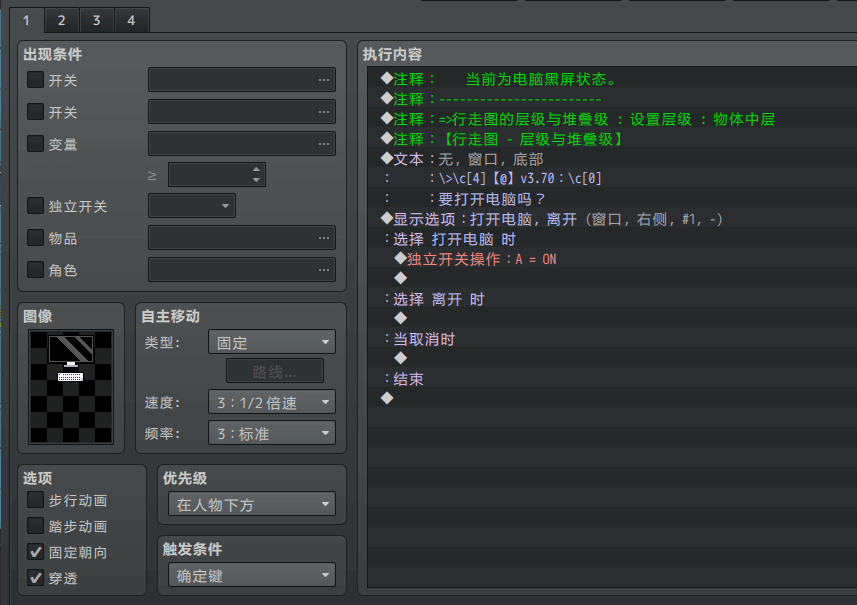 1 2 3 4
出现条件
开关 ...
开关 ...
变量 ...
≥
独立开关
物品 ...
角色 ...
图像
自主移动
类型: 固定
路线...
速度: 3：1/2 倍速
频率: 3：标准
选项
步行动画
踏步动画
固定朝向
穿透
优先级
在人物下方
触发条件
确定键
执行内容
◆注释：　　当前为电脑黑屏状态。
◆注释：-----------------------
◆注释：=>行走图的层级与堆叠级 : 设置层级 : 物体中层
◆注释：【行走图 - 层级与堆叠级】
◆文本：无, 窗口, 底部
：　　：\>\c[4]【@】v3.70：\c[0]
：　　：要打开电脑吗？
◆显示选项：打开电脑, 离开 (窗口, 右侧, #1, -)
：选择 打开电脑 时
◆独立开关操作：A = ON
◆
：选择 离开 时
◆
：当取消时
◆
：结束
◆